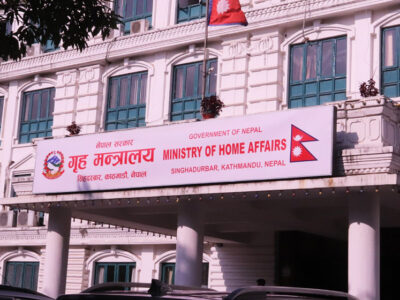 नेपाल सरकार
गृह मन्त्रालय
सिंहदरबार, काठमाडौं, नेपाल
GOVERNMENT OF NEPAL
MINISTRY OF HOME AFFAIRS
SINGHADURBAR, KATHMANDU, NEPAL